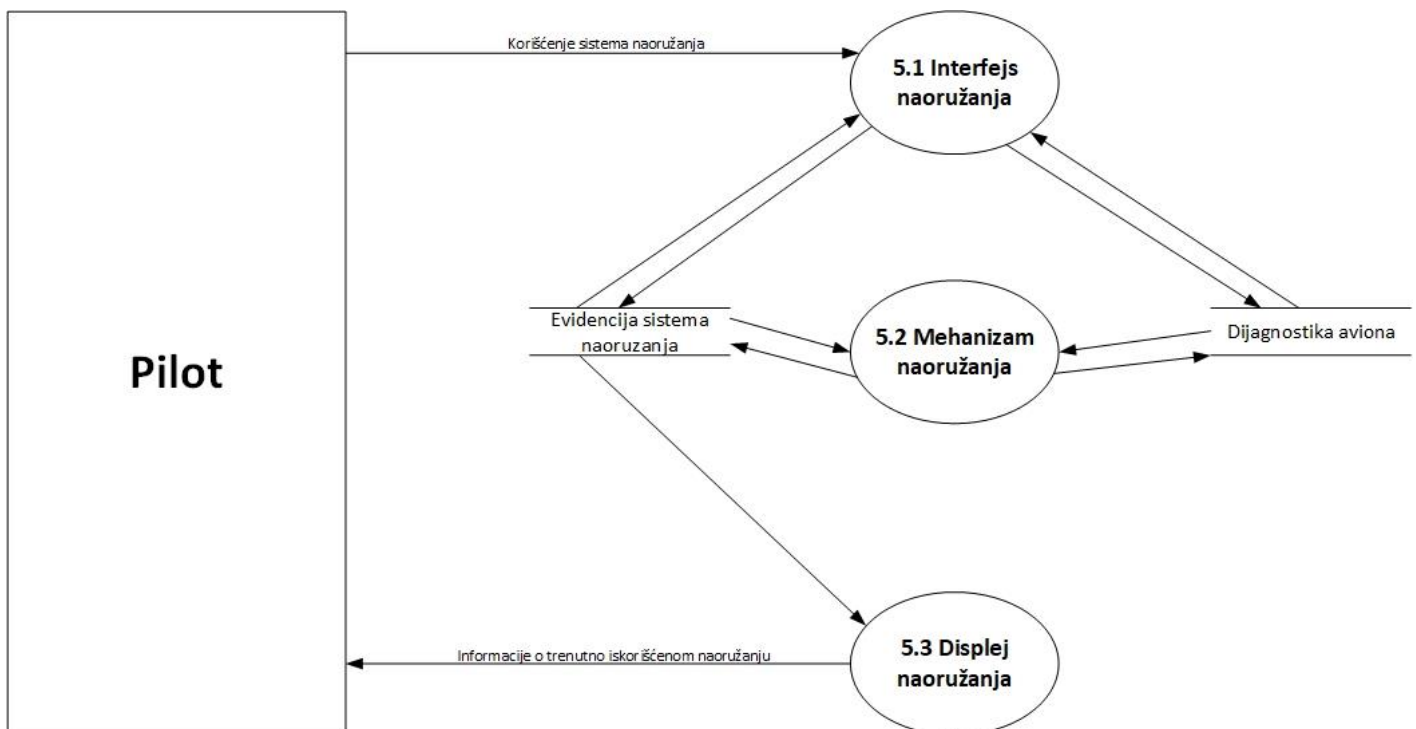 Korišćenje sistema naoružanja
5.1 Interfejs
naoružanja
Evidencija sistema
naoruzanja
5.2 Mehanizam
naoružanja
Dijagnostika aviona
Pilot
5.3 Displej
naoružanja
Informacije o trenutno iskorišćenom naoružanju